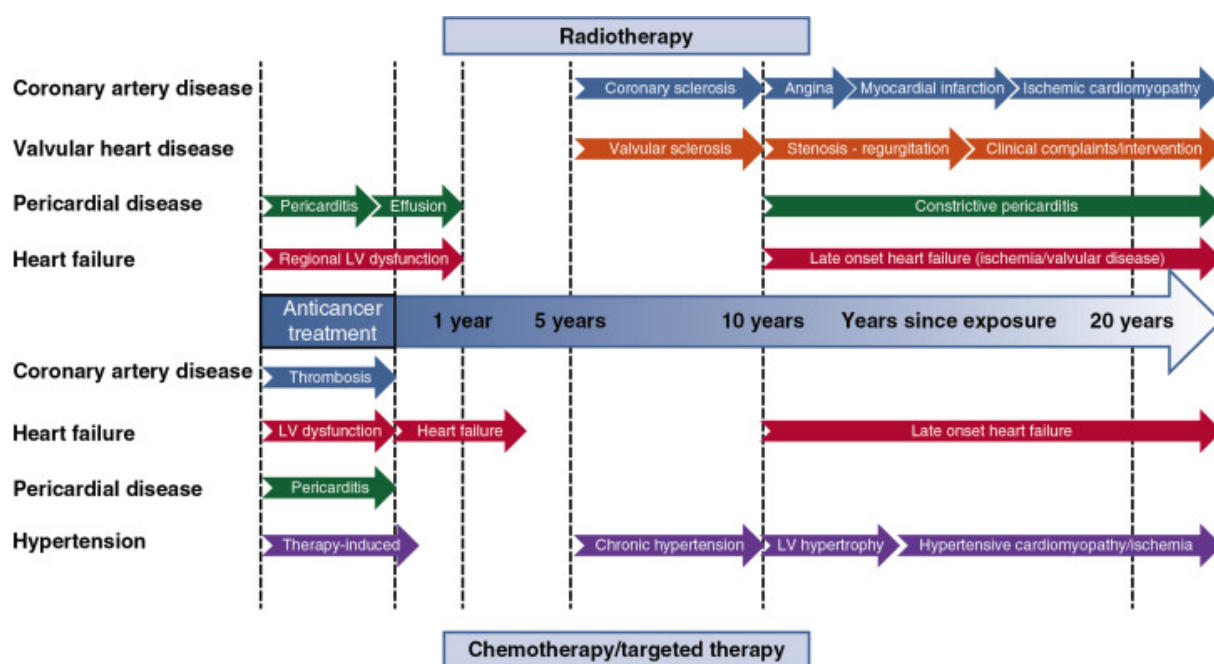 Radiotherapy
Coronary artery disease
Coronary sclerosis
Angina
Myocardial infarction
Ischemic cardiomyopathy
Valvular heart disease
Valvular sclerosis
Stenosis - regurgitation
Clinical complaints/intervention
Pericardial disease
Pericarditis
Effusion
Constrictive pericarditis
Heart failure
Regional LV dysfunction
Late onset heart failure (ischemia/valvular disease)
Anticancer
treatment
1 year
5 years
10 years
Years since exposure
20 years
Coronary artery disease
Thrombosis
Heart failure
LV dysfunction
Heart failure
Late onset heart failure
Pericardial disease
Pericarditis
Hypertension
Therapy-induced
Chronic hypertension
LV hypertrophy
Hypertensive cardiomyopathy/ischemia
Chemotherapy/targeted therapy